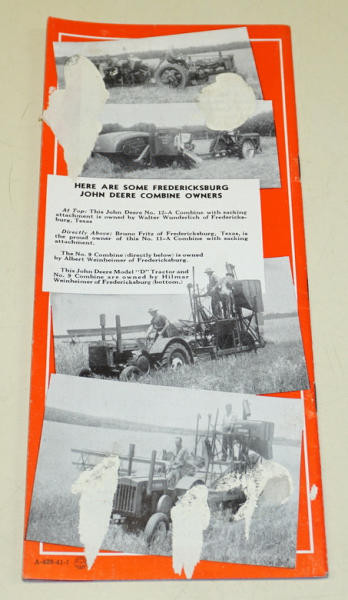 HERE ARE SOME FREDERICKSBURG
JOHN DEERE COMBINE OWNERS
At Top: This John Deere No. 12-A Combine with sacking
attachment is owned by Walter Wunderlich of Fredericks-
burg, Texas
Directly Above: Bruno Fritz of Fredericksburg, Texas, is
the proud owner of this No. 11-A Combine with sacking
attachment.
The No. 9 Combine (directly below) is owned
by Albert Weinheimer of Fredericksburg.
This John Deere Model "D" Tractor and
No. 9 Combine are owned by Hilmar
Weinheimer of Fredericksburg (bottom.)